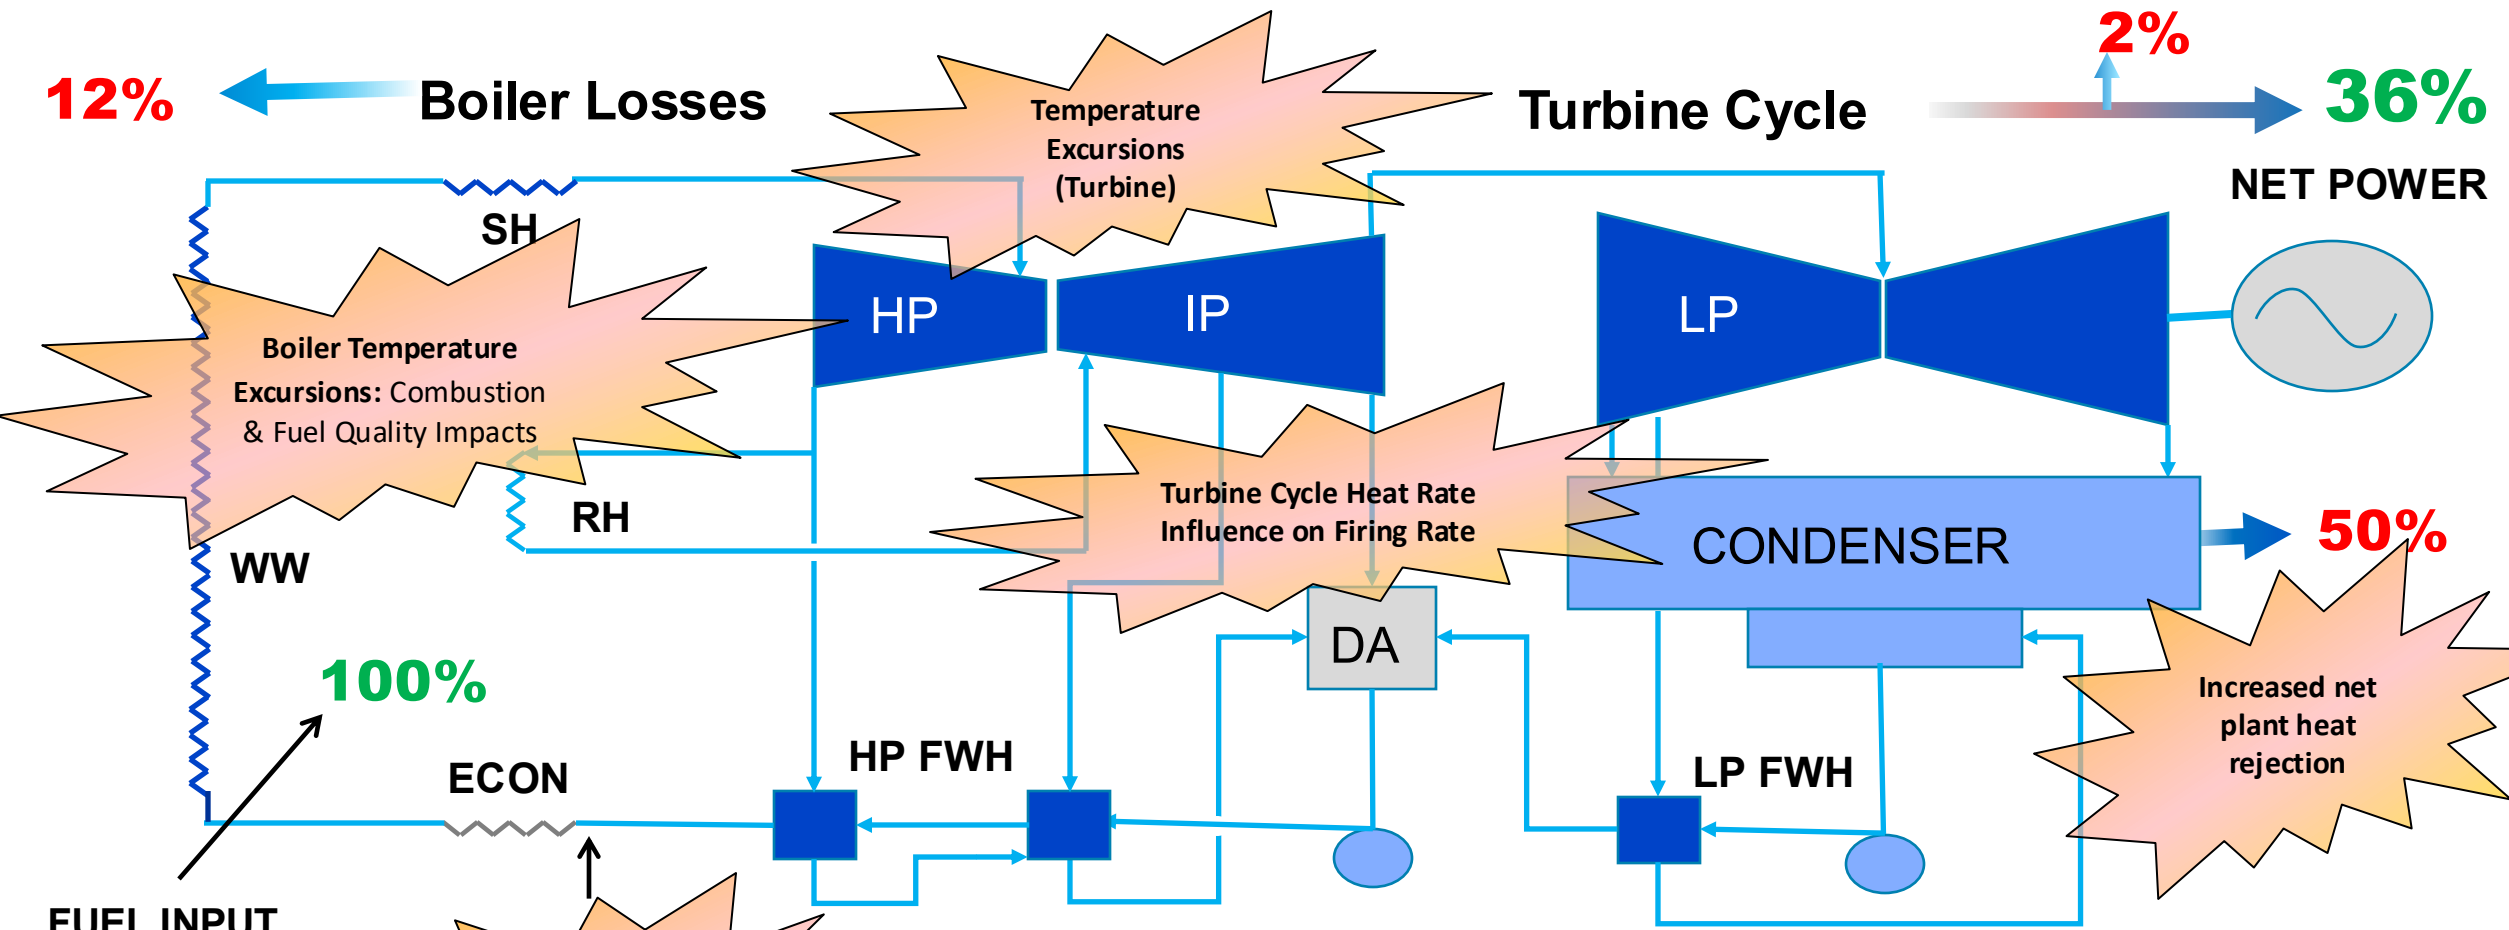 2%
12%
Boiler Losses
Temperature
Excursions
(Turbine)
Turbine Cycle
36%
NET POWER
SH
HP
IP
LP
Boiler Temperature
Excursions: Combustion
& Fuel Quality Impacts
RH
Turbine Cycle Heat Rate
Influence on Firing Rate
CONDENSER
50%
WW
DA
100%
Increased net
plant heat
rejection
HP FWH
LP FWH
ECON
FUEL INPUT